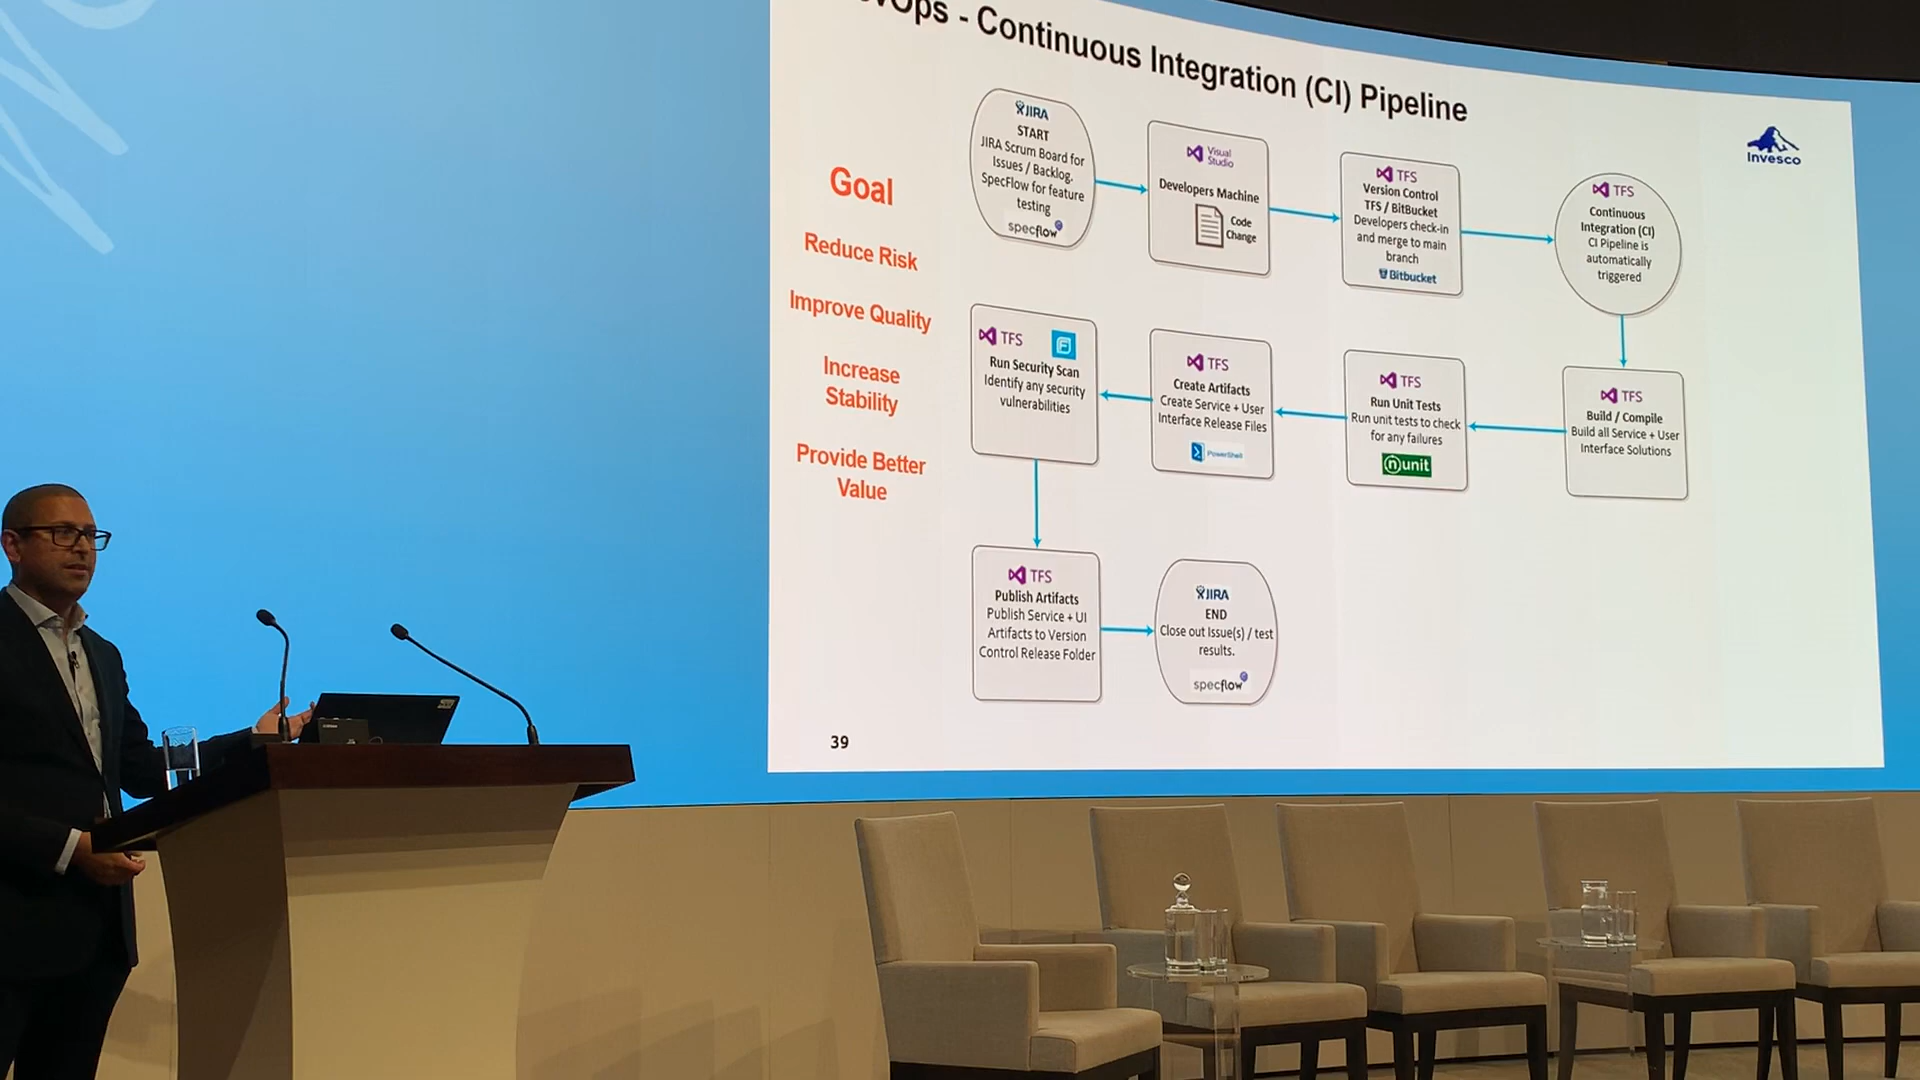 Ops - Continuous Integration (CI) Pipeline
Invesco
Goal
Reduce Risk
Improve Quality
Increase
Stability
Provide Better
Value
JIRA
START
JIRA Scrum Board for
Issues / Backlog.
SpecFlow for feature
testing
specflow
Visual
Studio
Developers Machine
Code
Change
TFS
Version Control
TFS / BitBucket
Developers check-in
and merge to main
branch
Bitbucket
TFS
Continuous
Integration (CI)
CI Pipeline is
automatically
triggered
TFS
Build / Compile
Build all Service + User
Interface Solutions
TFS
Run Unit Tests
Run unit tests to check
for any failures
nunit
TFS
Create Artifacts
Create Service + User
Interface Release Files
PowerShell
TFS
Run Security Scan
Identify any security
vulnerabilities
TFS
Publish Artifacts
Publish Service + UI
Artifacts to Version
Control Release Folder
JIRA
END
Close out Issue(s) / test
results.
specflow
39